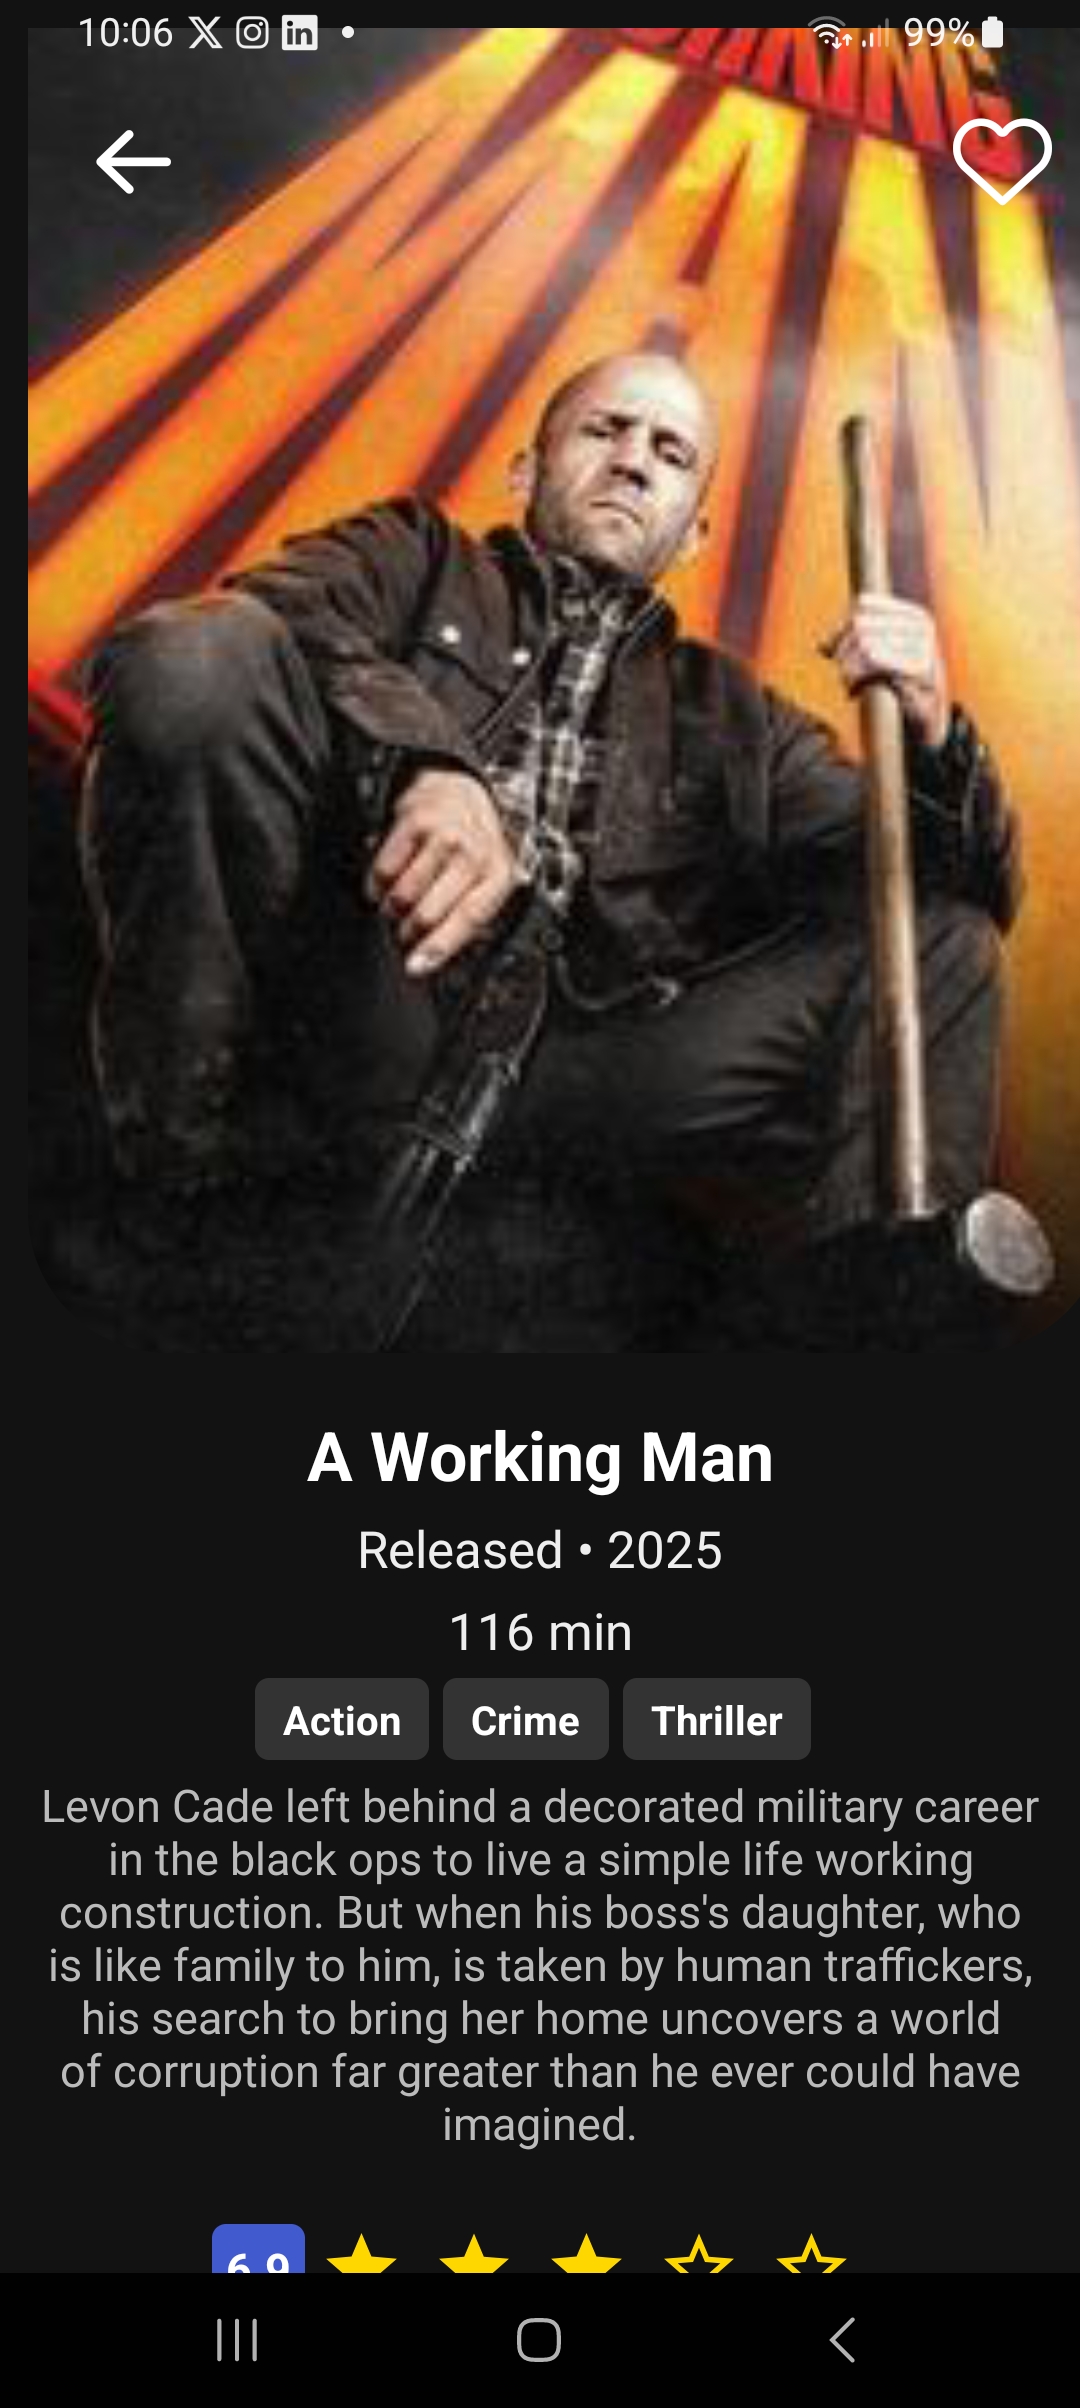 10:06
99%
A Working Man
Released • 2025
116 min
Action Crime Thriller
Levon Cade left behind a decorated military career
in the black ops to live a simple life working
construction. But when his boss's daughter, who
is like family to him, is taken by human traffickers,
his search to bring her home uncovers a world
of corruption far greater than he ever could have
imagined.
6.9